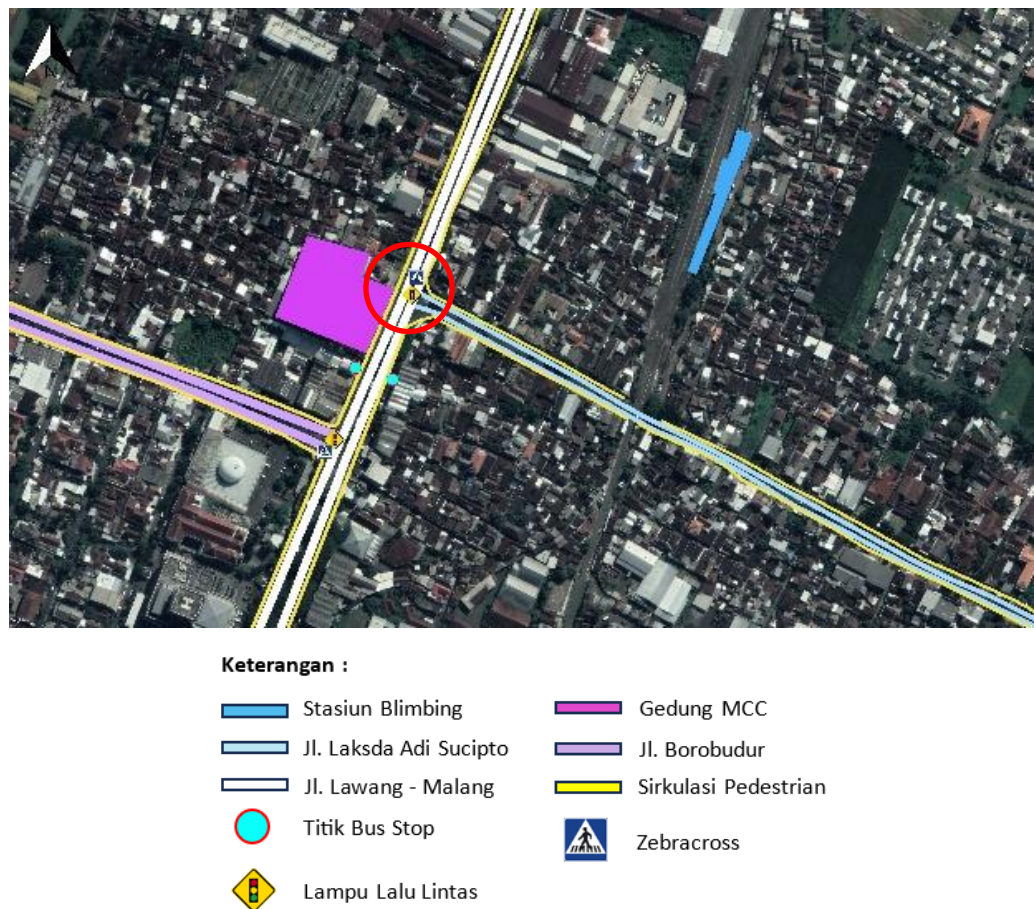 N
Keterangan :
Stasiun Blimbing
Gedung MCC
Jl. Laksda Adi Sucipto
Jl. Borobudur
Jl. Lawang - Malang
Sirkulasi Pedestrian
Titik Bus Stop
Zebracross
Lampu Lalu Lintas